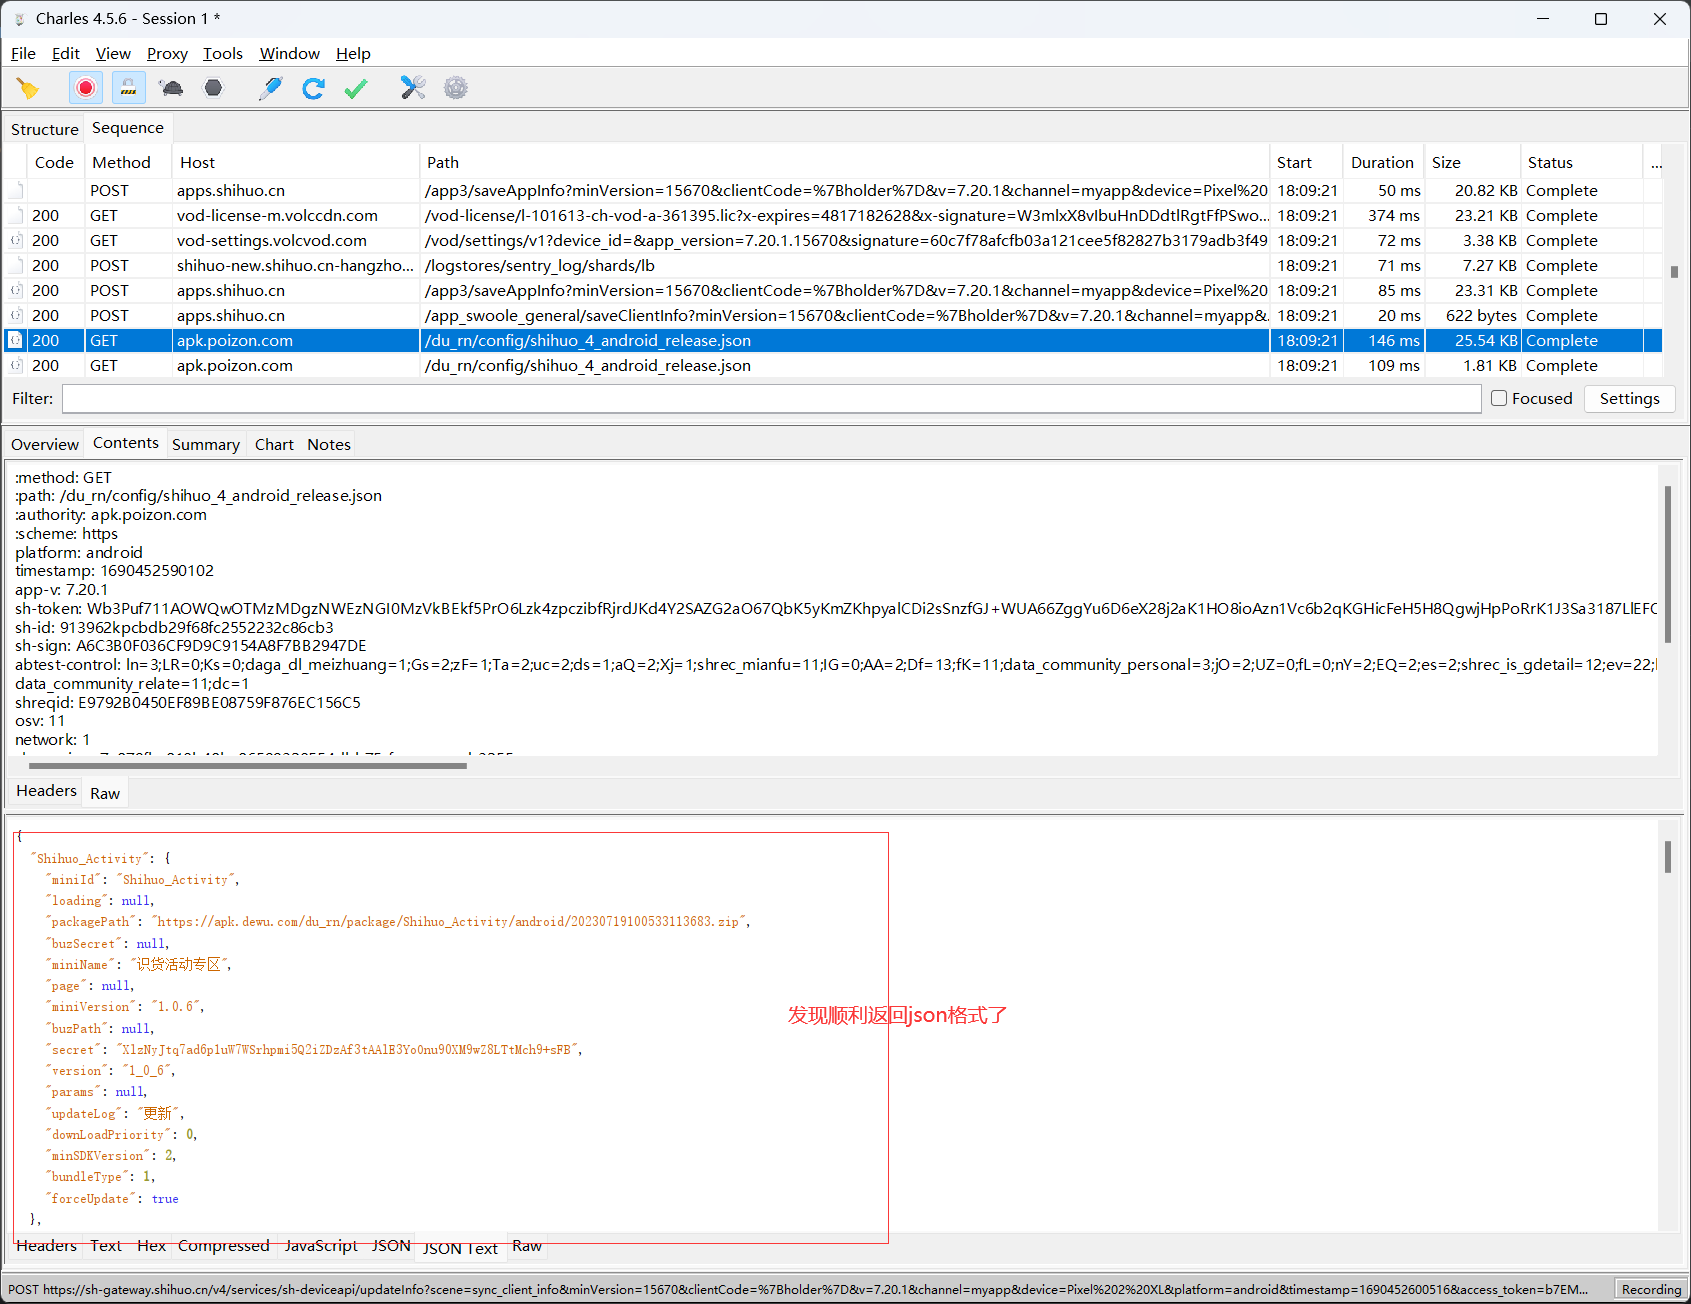 Charles 4.5.6 - Session 1 *
File Edit View Proxy Tools Window Help
Structure Sequence
Code Method Host Path Start Duration Size Status ...
POST apps.shihuo.cn /app3/saveAppInfo?minVersion=15670&clientCode=%7Bholder%7D&v=7.20.1&channel=myapp&device=Pixel%20 18:09:21 50 ms 20.82 KB Complete
200 GET vod-license-m.volccdn.com /vod-license/l-101613-ch-vod-a-361395.lic?x-expires=4817182628&x-signature=W3mlxX8vIbuHnDDdtlRgtFfPSwo... 18:09:21 374 ms 23.21 KB Complete
200 GET vod-settings.volcvod.com /vod/settings/v1?device_id=&app_version=7.20.1.15670&signature=60c7f78afcfb03a121cee5f82827b3179adb3f49 18:09:21 72 ms 3.38 KB Complete
200 POST shihuo-new.shihuo.cn-hangzho... /logstores/sentry_log/shards/lb 18:09:21 71 ms 7.27 KB Complete
200 POST apps.shihuo.cn /app3/saveAppInfo?minVersion=15670&clientCode=%7Bholder%7D&v=7.20.1&channel=myapp&device=Pixel%20 18:09:21 85 ms 23.31 KB Complete
200 POST apps.shihuo.cn /app_swoole_general/saveClientInfo?minVersion=15670&clientCode=%7Bholder%7D&v=7.20.1&channel=myapp&... 18:09:21 20 ms 622 bytes Complete
200 GET apk.poizon.com /du_rn/config/shihuo_4_android_release.json 18:09:21 146 ms 25.54 KB Complete
200 GET apk.poizon.com /du_rn/config/shihuo_4_android_release.json 18:09:21 109 ms 1.81 KB Complete
Filter: Focused Settings
Overview Contents Summary Chart Notes
:method: GET
:path: /du_rn/config/shihuo_4_android_release.json
:authority: apk.poizon.com
:scheme: https
platform: android
timestamp: 1690452590102
app-v: 7.20.1
sh-token: Wb3Puf711AOWQwOTMzMDgzNWEzNGI0MzVkBEkf5PrO6Lzk4zpczibfRjrdJKd4Y2SAZG2aO67QbK5yKmZKhpyalCDi2sSnzfGJ+WUA66ZggYu6D6eX28j2aK1HO8ioAzn1Vc6b2qKGHicFeH5H8QgwjHpPoRrK1J3Sa3187LlEFC
sh-id: 913962kpcbdb29f68fc2552232c86cb3
sh-sign: A6C3B0F036CF9D9C9154A8F7BB2947DE
abtest-control: ln=3;LR=0;Ks=0;daga_dl_meizhuang=1;Gs=2;zF=1;Ta=2;uc=2;ds=1;aQ=2;Xj=1;shrec_mianfu=11;IG=0;AA=2;Df=13;fK=11;data_community_personal=3;jO=2;UZ=0;fL=0;nY=2;EQ=2;es=2;shrec_is_gdetail=12;ev=22;
data_community_relate=11;dc=1
shreqid: E9792B0450EF89BE08759F876EC156C5
osv: 11
network: 1
Headers Raw
{
"Shihuo_Activity": {
"miniId": "Shihuo_Activity",
"loading": null,
"packagePath": "https://apk.dewu.com/du_rn/package/Shihuo_Activity/android/20230719100533113683.zip",
"buzSecret": null,
"miniName": "识货活动专区",
"page": null,
"miniVersion": "1.0.6",
发现顺利返回json格式了
"buzPath": null,
"secret": "XlzNyJtq7ad6pluW7WSrhpmi5Q2iZDzAf3tAAlE3Yo0nu90XM9wZ8LTtMch9+sFB",
"version": "1_0_6",
"params": null,
"updateLog": "更新",
"downLoadPriority": 0,
"minSDKVersion": 2,
"bundleType": 1,
"forceUpdate": true
},
Headers Text Hex Compressed JavaScript JSON JSON Text Raw
POST https://sh-gateway.shihuo.cn/v4/services/sh-deviceapi/updateInfo?scene=sync_client_info&minVersion=15670&clientCode=%7Bholder%7D&v=7.20.1&channel=myapp&device=Pixel%202%20XL&platform=android&timestamp=1690452600516&access_token=b7EM... Recording